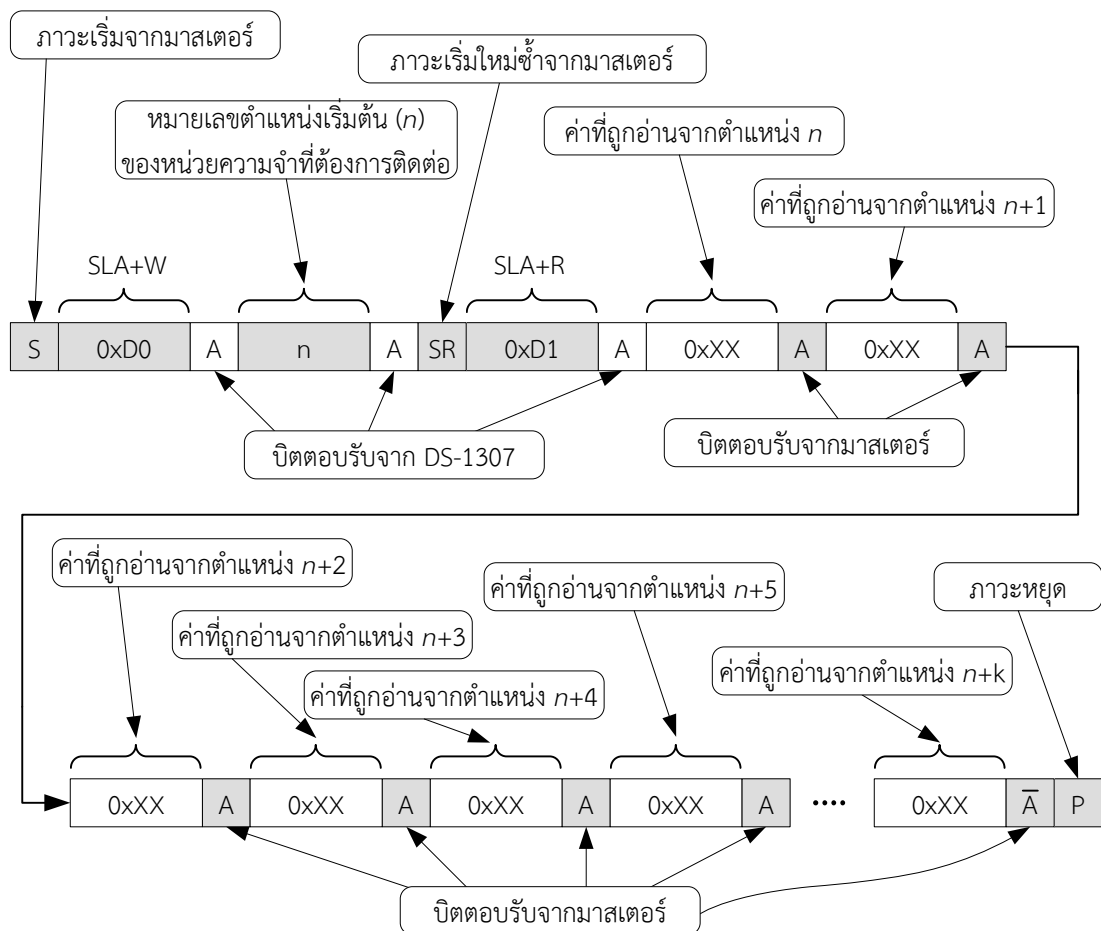 ภาวะเริ่มจากมาสเตอร์
ภาวะเริ่มใหม่ซ้ำจากมาสเตอร์
หมายเลขตำแหน่งเริ่มต้น (n)
ของหน่วยความจำที่ต้องการติดต่อ
ค่าที่ถูกอ่านจากตำแหน่ง n
ค่าที่ถูกอ่านจากตำแหน่ง n+1
SLA+W
SLA+R
S 0xD0 A n A SR 0xD1 A 0xXX A 0xXX A
บิตตอบรับจาก DS-1307
บิตตอบรับจากมาสเตอร์
ค่าที่ถูกอ่านจากตำแหน่ง n+2
ค่าที่ถูกอ่านจากตำแหน่ง n+3
ค่าที่ถูกอ่านจากตำแหน่ง n+4
ค่าที่ถูกอ่านจากตำแหน่ง n+5
ค่าที่ถูกอ่านจากตำแหน่ง n+k
ภาวะหยุด
0xXX A 0xXX A 0xXX A 0xXX A •••• 0xXX A̅ P
บิตตอบรับจากมาสเตอร์